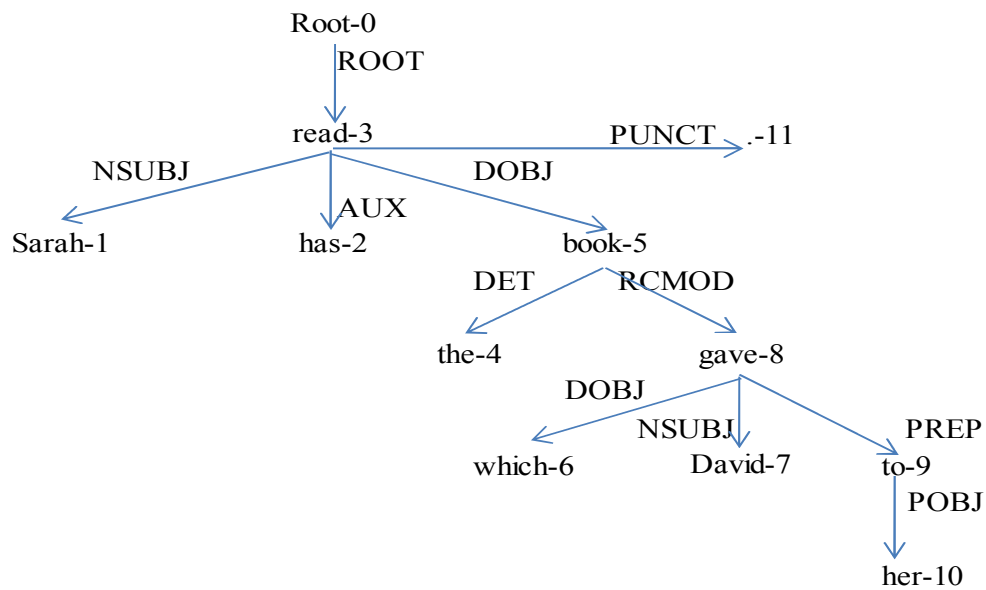 Root-0
ROOT
read-3
PUNCT
.-11
NSUBJ
DOBJ
AUX
Sarah-1
has-2
book-5
DET
RCMOD
the-4
gave-8
DOBJ
NSUBJ
PREP
which-6
David-7
to-9
POBJ
her-10